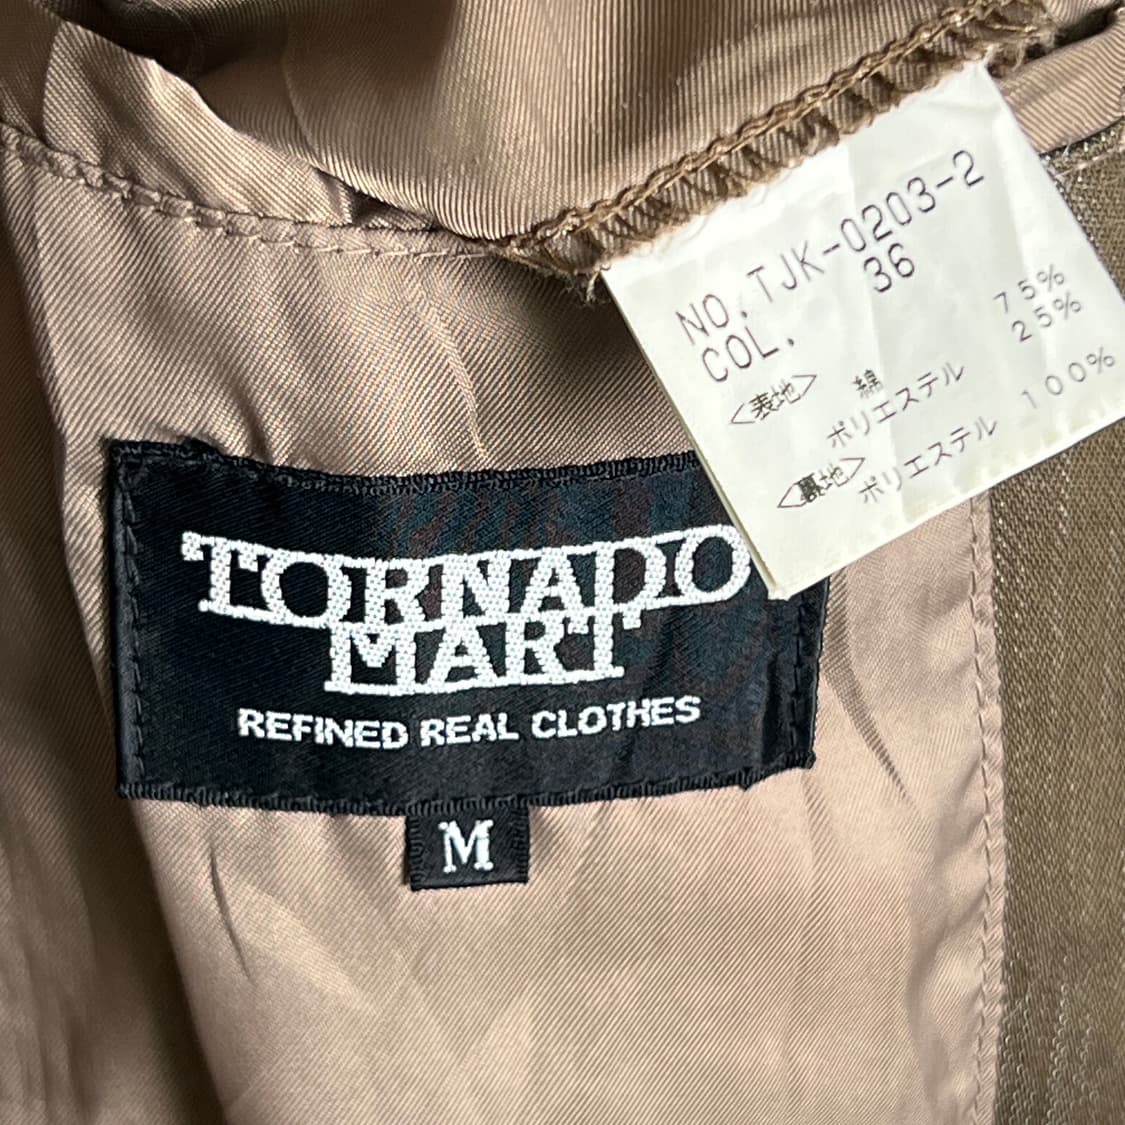 NO. TJK-0203-2
COL. 36
<表地> 綿 75%
ポリエステル 25%
<裏地>
ポリエステル 100%
TORNADO
MART
REFINED REAL CLOTHES
M